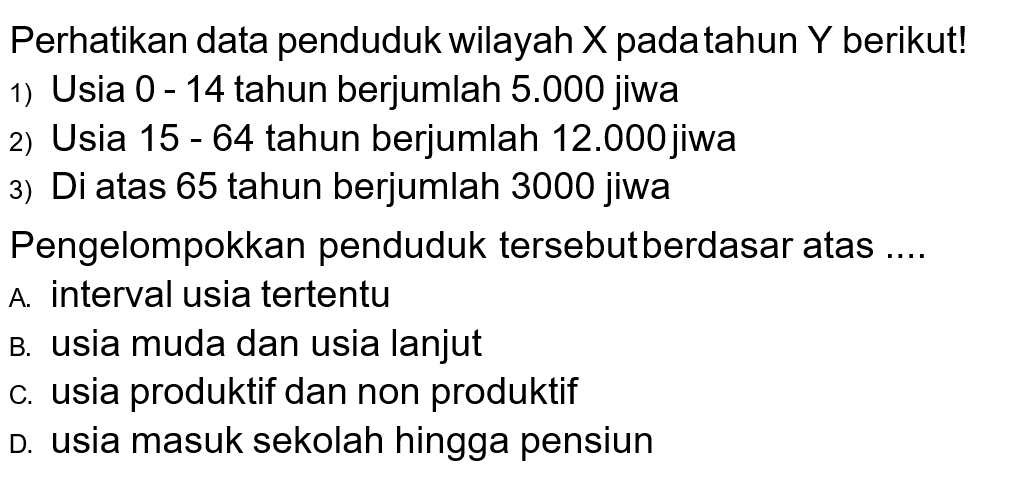 Perhatikan data penduduk wilayah X pada tahun Y berikut!
1) Usia 0 - 14 tahun berjumlah 5.000 jiwa
2) Usia 15 - 64 tahun berjumlah 12.000 jiwa
3) Di atas 65 tahun berjumlah 3000 jiwa
Pengelompokkan penduduk tersebut berdasar atas ....
A. interval usia tertentu
B. usia muda dan usia lanjut
C. usia produktif dan non produktif
D. usia masuk sekolah hingga pensiun